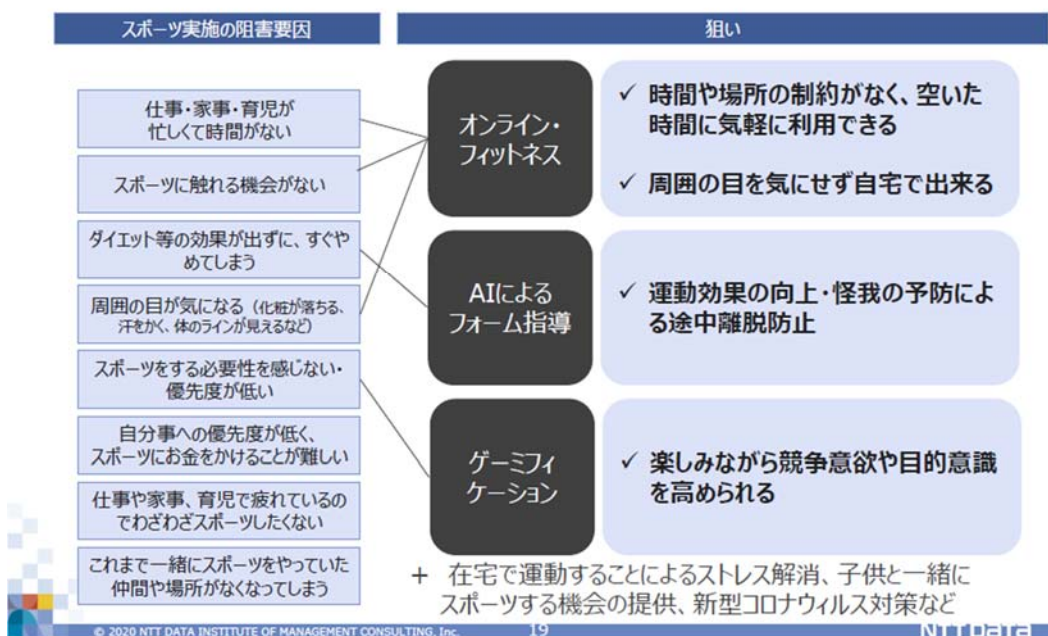 スポーツ実施の阻害要因
狙い
仕事・家事・育児が
忙しくて時間がない
スポーツに触れる機会がない
ダイエット等の効果が出ずに、すぐや
めてしまう
周囲の目が気になる（化粧が落ちる、
汗をかく、体のラインが見えるなど）
スポーツをする必要性を感じない・
優先度が低い
自分事への優先度が低く、
スポーツにお金をかけることが難しい
仕事や家事、育児で疲れているの
でわざわざスポーツしたくない
これまで一緒にスポーツをやっていた
仲間や場所がなくなってしまう
オンライン・
フィットネス
✓ 時間や場所の制約がなく、空いた
時間に気軽に利用できる
✓ 周囲の目を気にせず自宅で出来る
AIによる
フォーム指導
✓ 運動効果の向上・怪我の予防によ
る途中離脱防止
ゲーミフィ
ケーション
✓ 楽しみながら競争意欲や目的意識
を高められる
+ 在宅で運動することによるストレス解消、子供と一緒に
スポーツする機会の提供、新型コロナウィルス対策など
© 2020 NTT DATA INSTITUTE OF MANAGEMENT CONSULTING, Inc.
19
NTT DATA